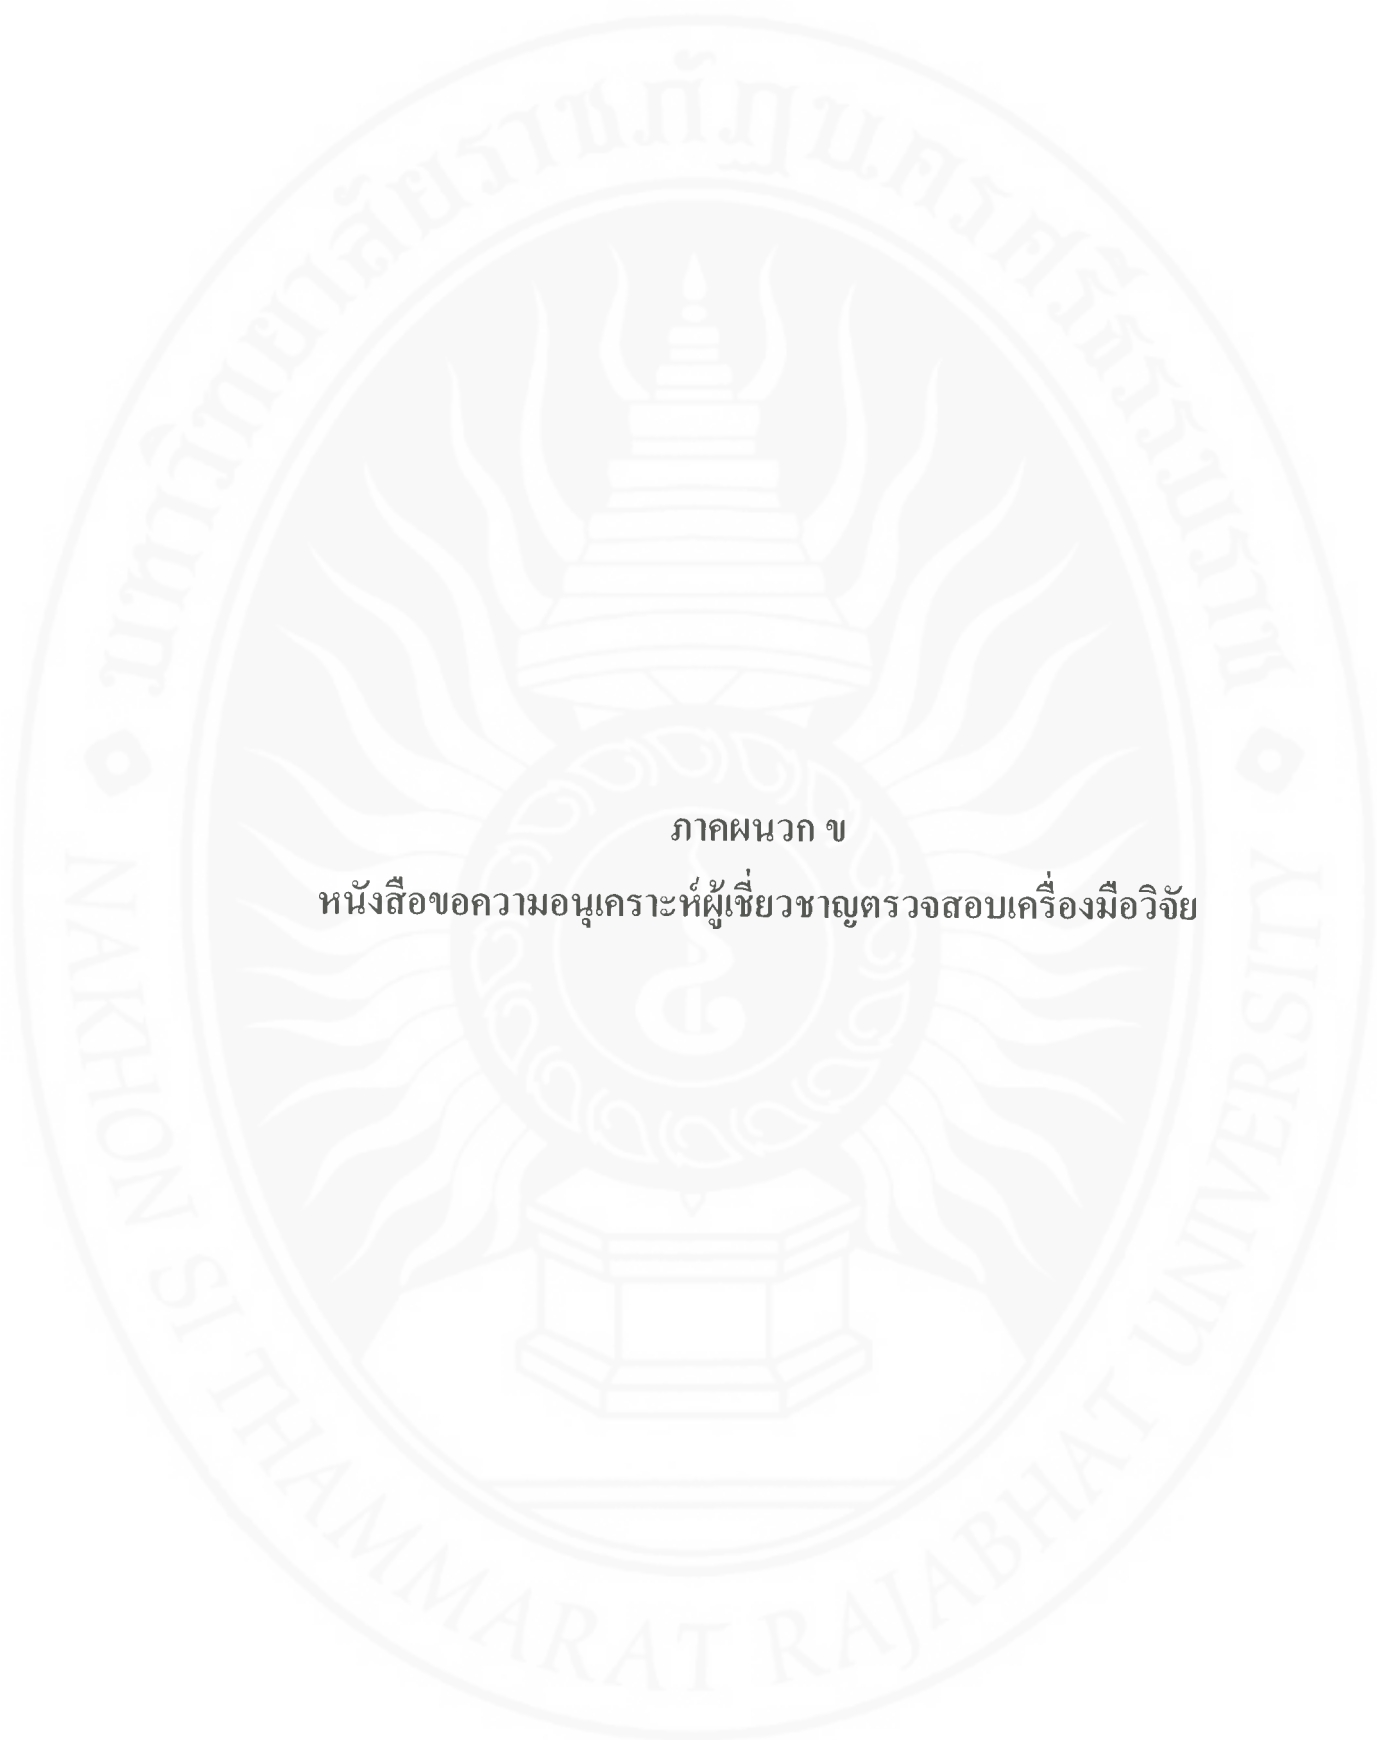 มหาวิทยาลัยราชภัฏนครศรีธรรมราช
ภาคผนวก ข
หนังสือขอความอนุเคราะห์ผู้เชี่ยวชาญตรวจสอบเครื่องมือวิจัย
NAKHON SI THAMMARAT RAJABHAT UNIVERSITY